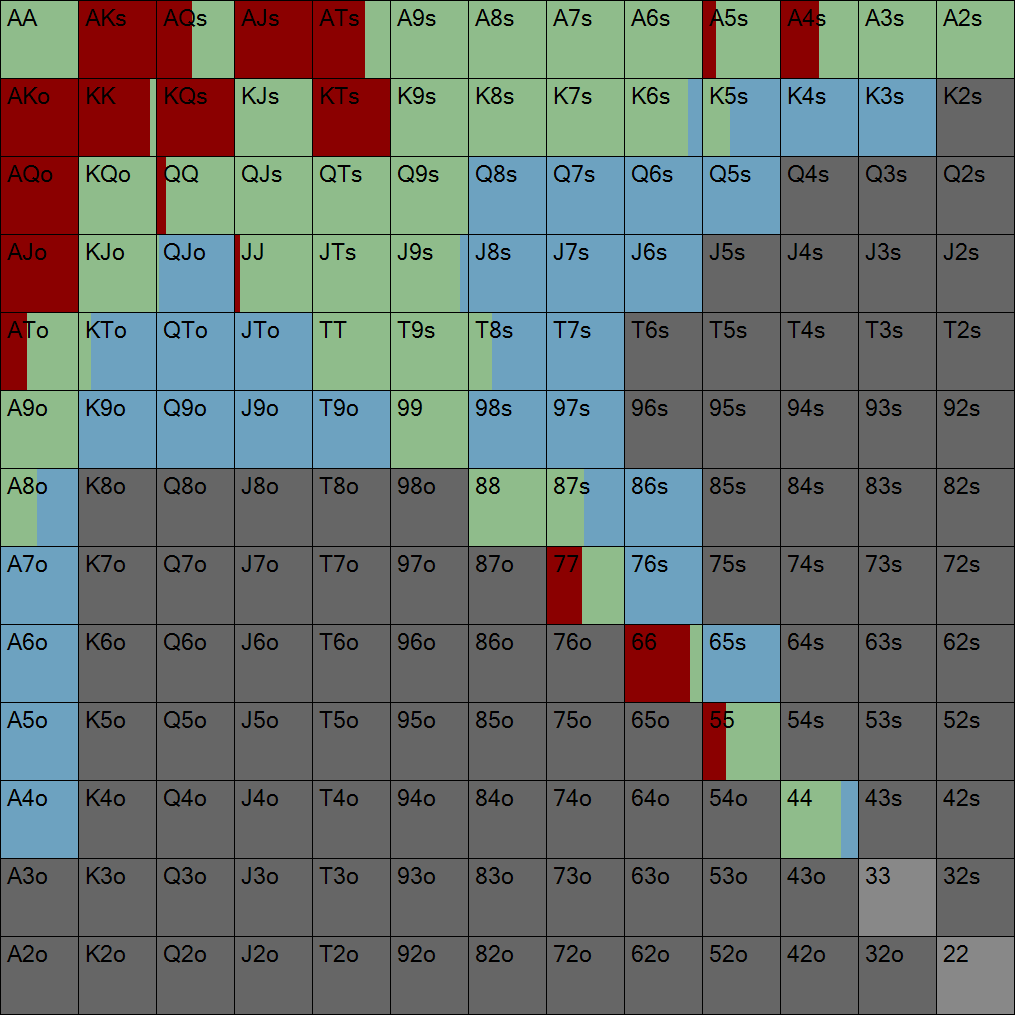 AA AKs AQs AJs ATs A9s A8s A7s A6s A5s A4s A3s A2s
AKo KK KQs KJs KTs K9s K8s K7s K6s K5s K4s K3s K2s
AQo KQo QQ QJs QTs Q9s Q8s Q7s Q6s Q5s Q4s Q3s Q2s
AJo KJo QJo JJ JTs J9s J8s J7s J6s J5s J4s J3s J2s
ATo KTo QTo JTo TT T9s T8s T7s T6s T5s T4s T3s T2s
A9o K9o Q9o J9o T9o 99 98s 97s 96s 95s 94s 93s 92s
A8o K8o Q8o J8o T8o 98o 88 87s 86s 85s 84s 83s 82s
A7o K7o Q7o J7o T7o 97o 87o 77 76s 75s 74s 73s 72s
A6o K6o Q6o J6o T6o 96o 86o 76o 66 65s 64s 63s 62s
A5o K5o Q5o J5o T5o 95o 85o 75o 65o 55 54s 53s 52s
A4o K4o Q4o J4o T4o 94o 84o 74o 64o 54o 44 43s 42s
A3o K3o Q3o J3o T3o 93o 83o 73o 63o 53o 43o 33 32s
A2o K2o Q2o J2o T2o 92o 82o 72o 62o 52o 42o 32o 22